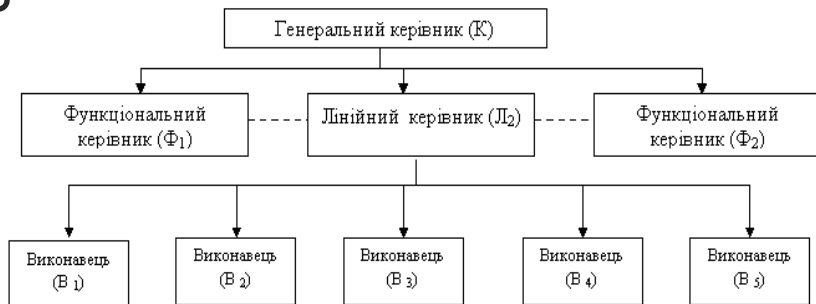 Генеральний керівник (К)
Функціональний
керівник (Ф₁)
Лінійний керівник (Л₂)
Функціональний
керівник (Ф₂)
Виконавець
(В ₁)
Виконавець
(В ₂)
Виконавець
(В ₃)
Виконавець
(В ₄)
Виконавець
(В ₅)